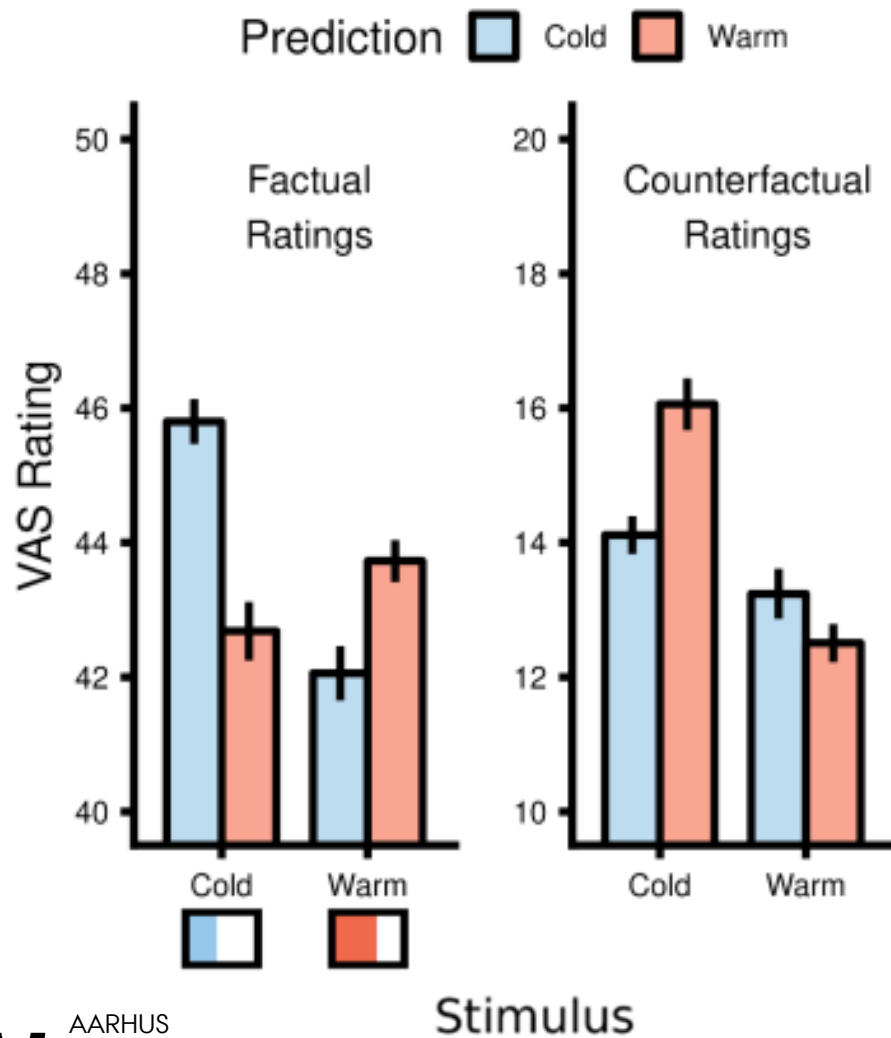 Prediction Cold Warm
Factual
Ratings
Counterfactual
Ratings
VAS Rating
50
48
46
44
42
40
20
18
16
14
12
10
Cold Warm
Cold Warm
Stimulus
AARHUS